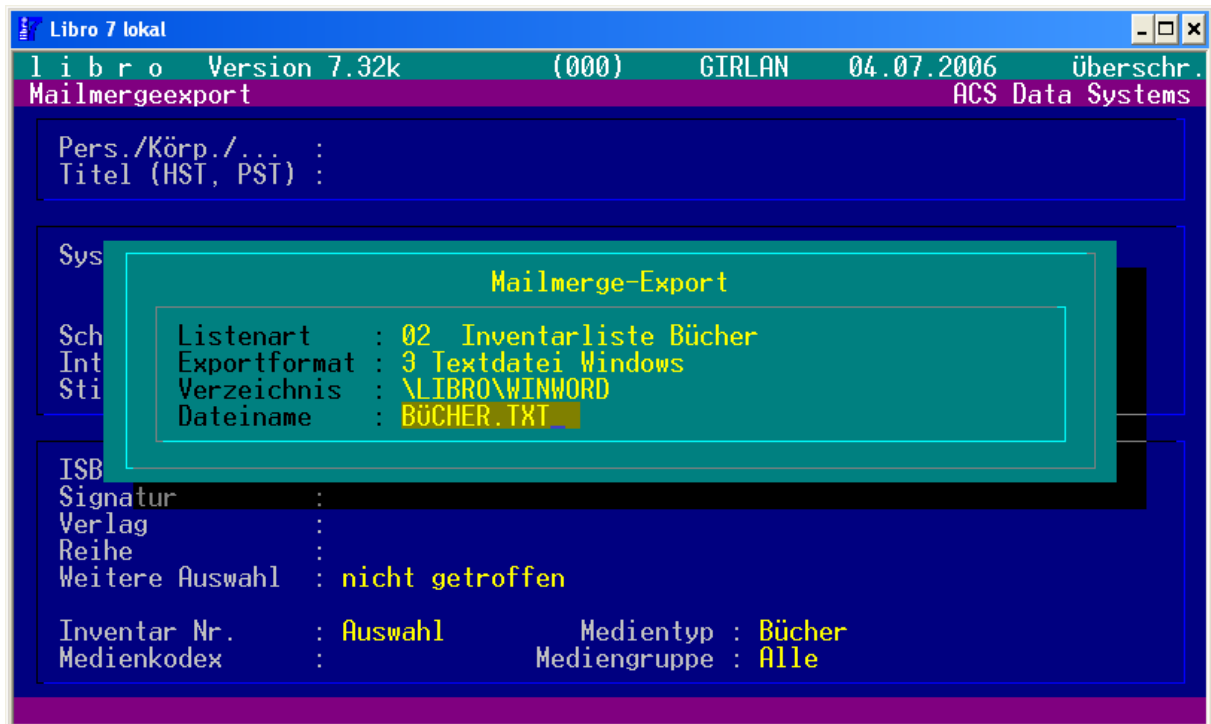 Libro 7 lokal
l i b r o Version 7.32k (000) GIRLAN 04.07.2006 überschr.
Mailmergeexport ACS Data Systems
Pers./Körp./... :
Titel (HST, PST) :
Sys
Mailmerge-Export
Sch
Listenart : 02 Inventarliste Bücher
Int
Exportformat : 3 Textdatei Windows
Sti
Verzeichnis : \LIBRO\WINWORD
Dateiname : BüCHER.TXT_
ISB
Signatur :
Verlag :
Reihe :
Weitere Auswahl : nicht getroffen
Inventar Nr. : Auswahl Medientyp : Bücher
Medienkodex : Mediengruppe : Alle